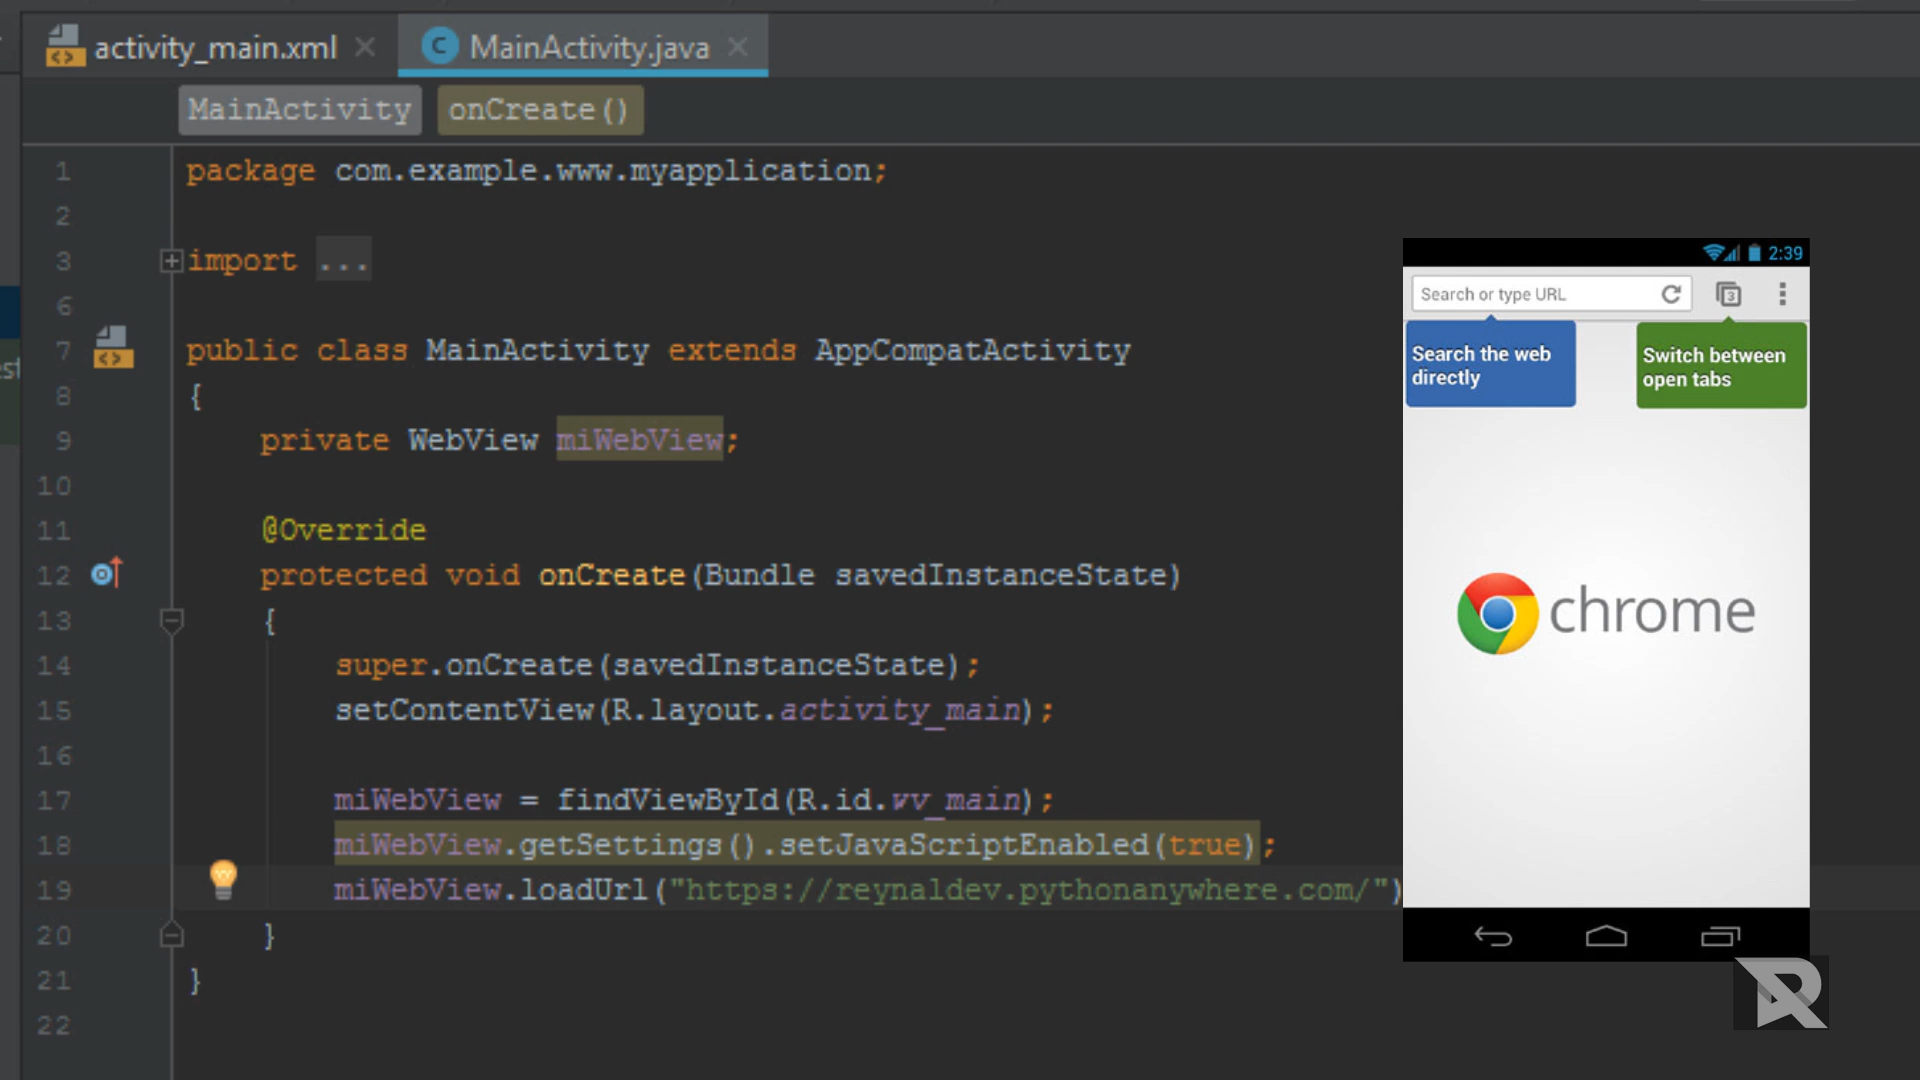 activity_main.xml
MainActivity.java
MainActivity
onCreate()
1 package com.example.www.myapplication;
2
3 import ...
6
7 public class MainActivity extends AppCompatActivity
8 {
9 private WebView miWebView;
10
11 @Override
12 protected void onCreate(Bundle savedInstanceState)
13 {
14 super.onCreate(savedInstanceState);
15 setContentView(R.layout.activity_main);
16
17 miWebView = findViewById(R.id.wv_main);
18 miWebView.getSettings().setJavaScriptEnabled(true);
19 miWebView.loadUrl("https://reynaldev.pythonanywhere.com/")
20 }
21 }
22
2:39
Search or type URL
3
Search the web
directly
Switch between
open tabs
chrome